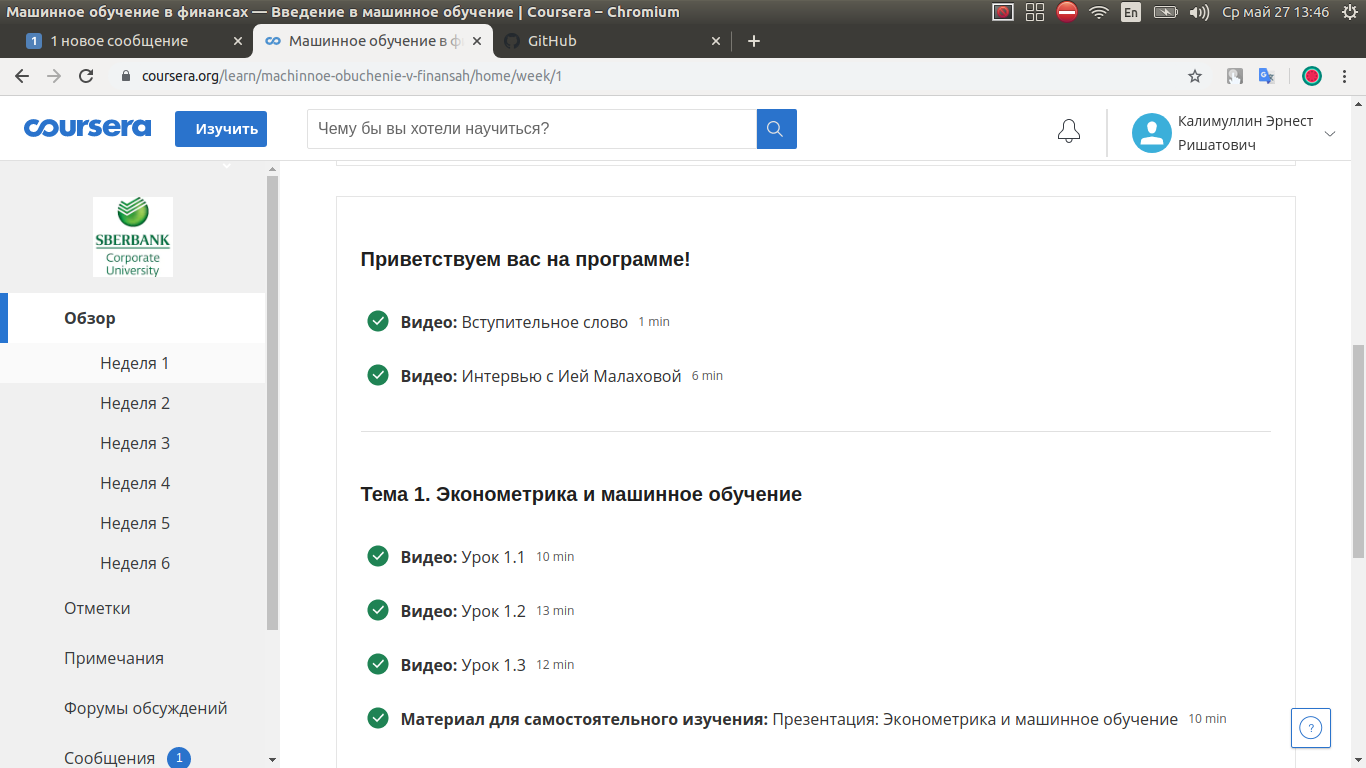 Машинное обучение в финансах — Введение в машинное обучение | Coursera – Chromium
En
Ср май 27 13:46
1
1 новое сообщение
Машинное обучение в ф
GitHub
coursera.org/learn/machinnoe-obuchenie-v-finansah/home/week/1
coursera
Изучить
Чему бы вы хотели научиться?
Калимуллин Эрнест
Ришатович
SBERBANK
Corporate
University
Обзор
Неделя 1
Неделя 2
Неделя 3
Неделя 4
Неделя 5
Неделя 6
Отметки
Примечания
Форумы обсуждений
Сообщения 1
Приветствуем вас на программе!
Видео: Вступительное слово 1 min
Видео: Интервью с Ией Малаховой 6 min
Тема 1. Эконометрика и машинное обучение
Видео: Урок 1.1 10 min
Видео: Урок 1.2 13 min
Видео: Урок 1.3 12 min
Материал для самостоятельного изучения: Презентация: Эконометрика и машинное обучение 10 min
?